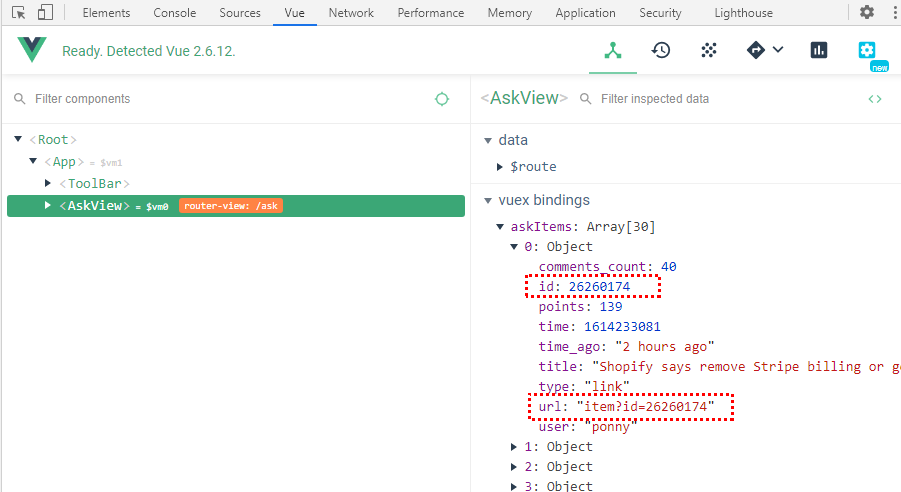 Elements Console Sources Vue Network Performance Memory Application Security Lighthouse
Ready. Detected Vue 2.6.12.
new
Filter components
<AskView> Filter inspected data
<Root>
<App> = $vm1
<ToolBar>
<AskView> = $vm0 router-view: /ask
data
$route
vuex bindings
askItems: Array[30]
0: Object
comments_count: 40
id: 26260174
points: 139
time: 1614233081
time_ago: "2 hours ago"
title: "Shopify says remove Stripe billing or ge
type: "link"
url: "item?id=26260174"
user: "ponny"
1: Object
2: Object
3: Object